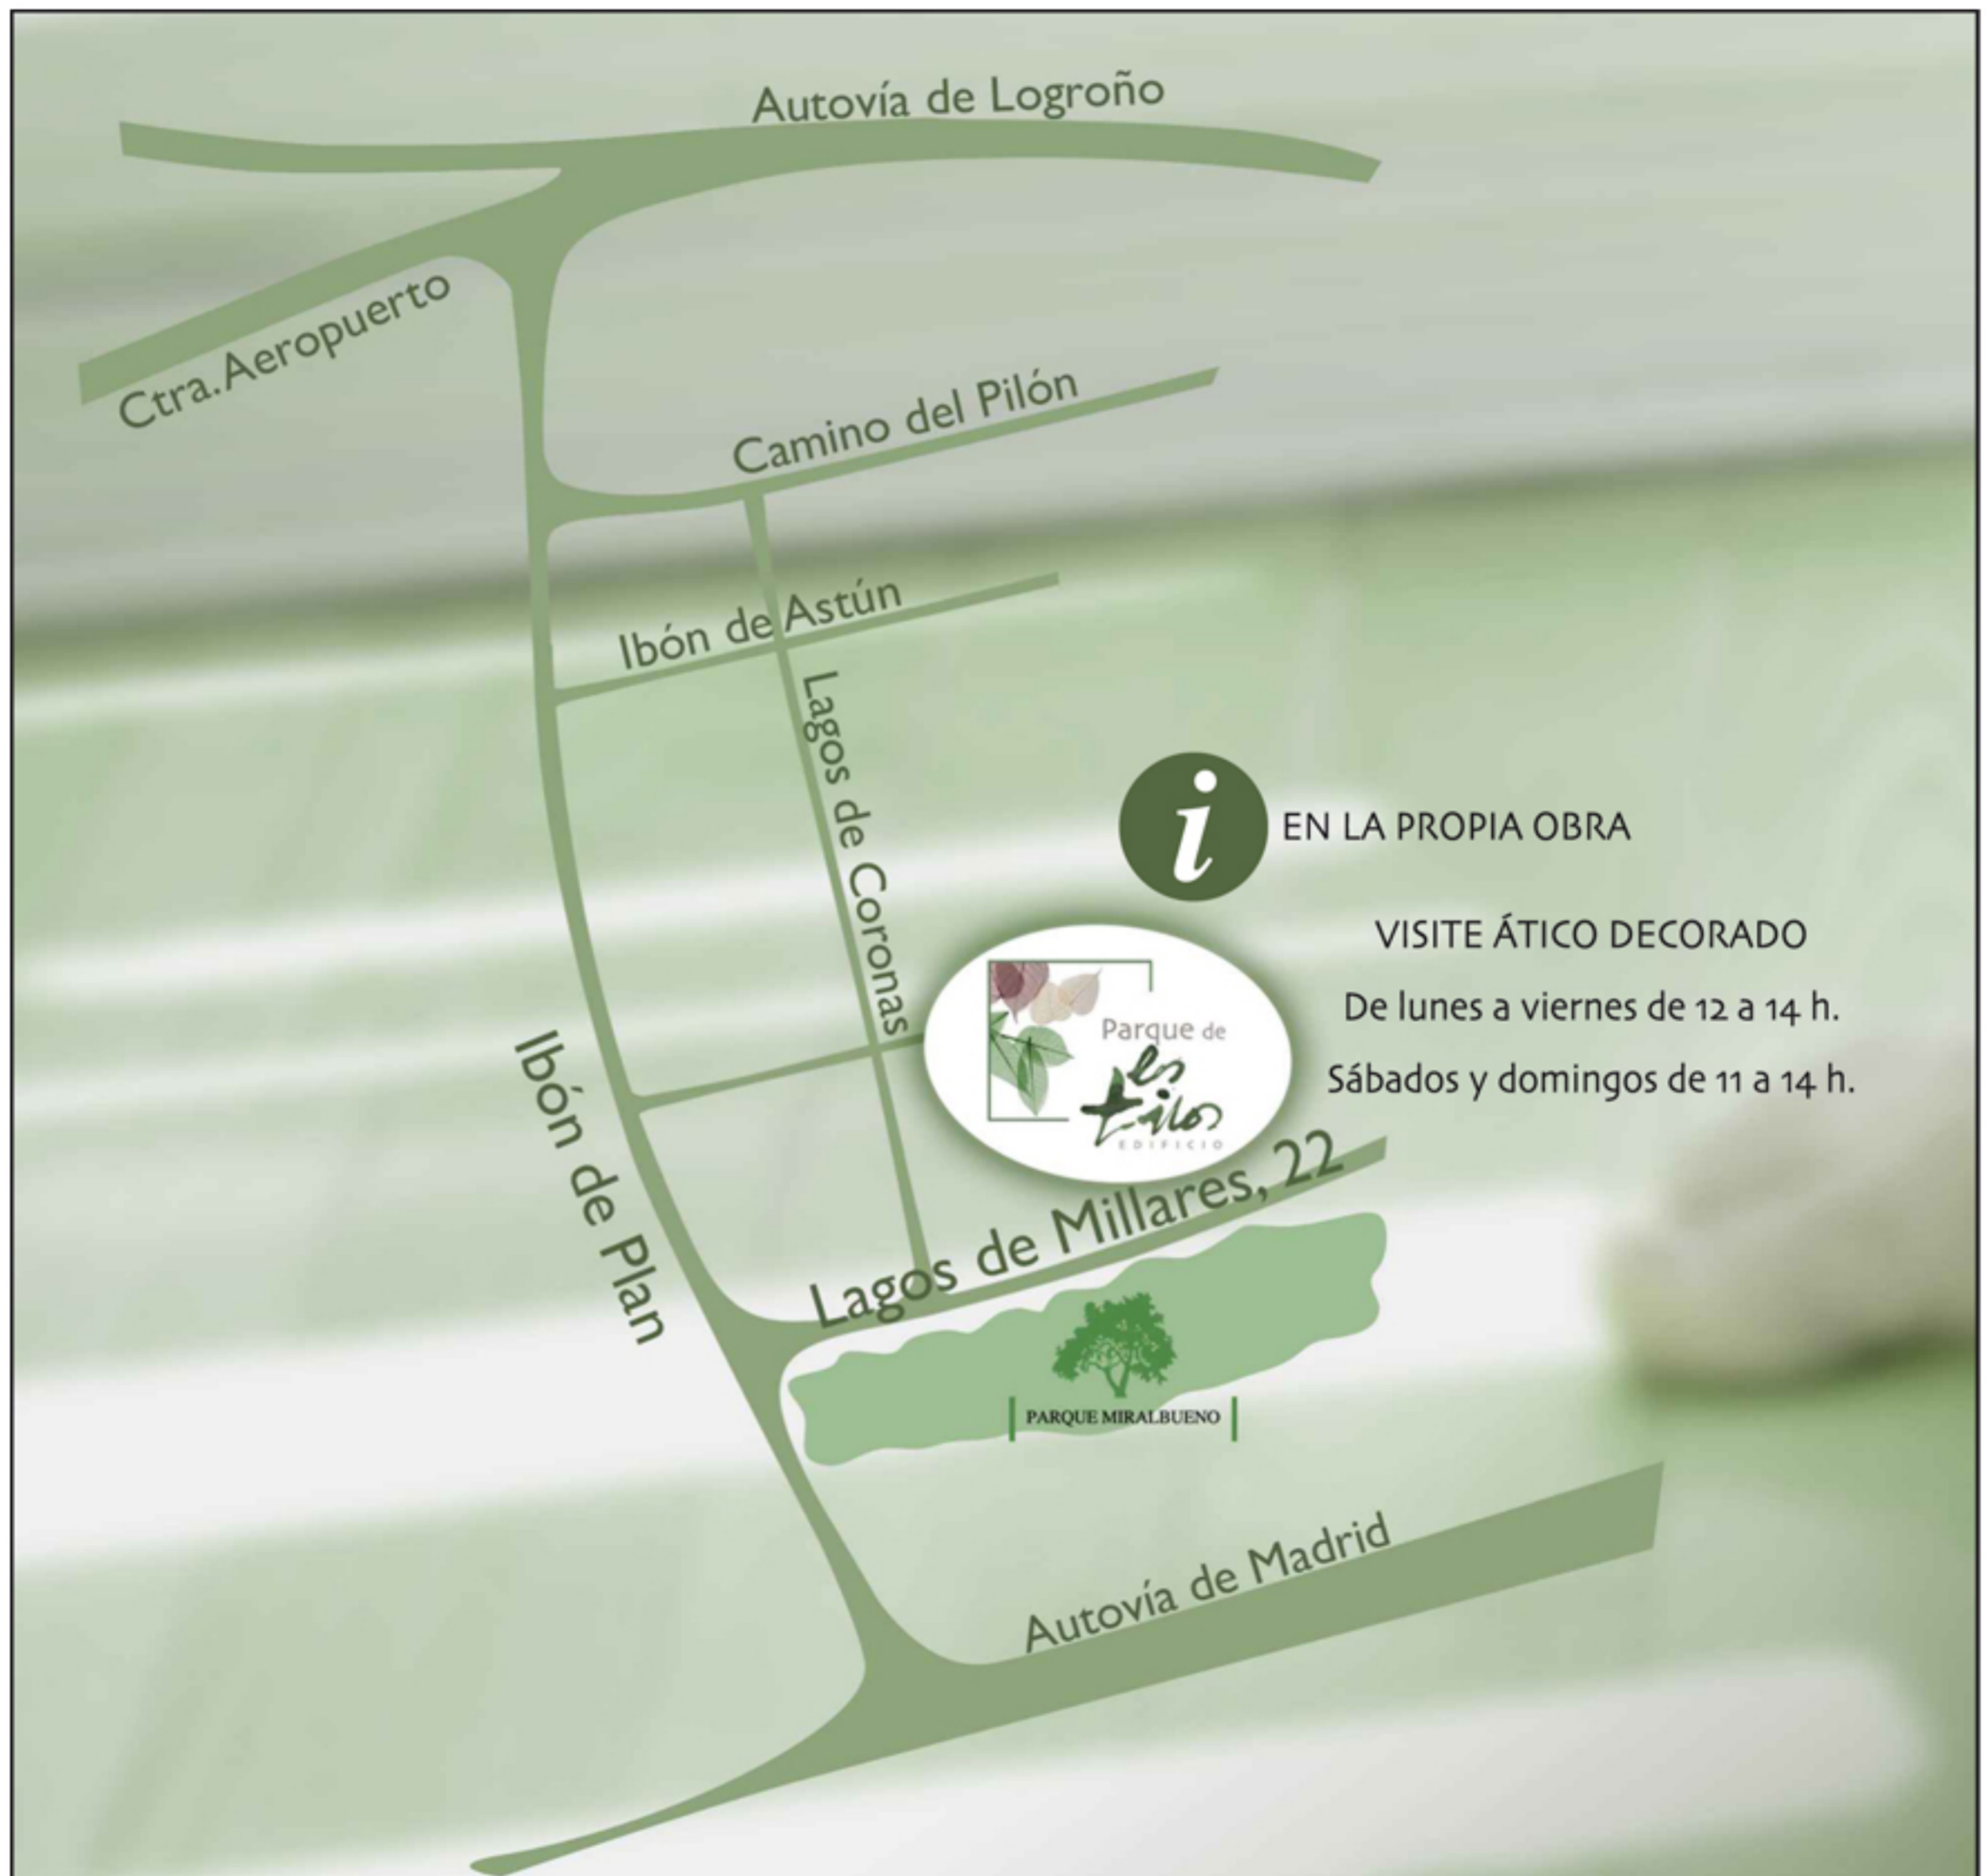 Autovía de Logroño
Ctra. Aeropuerto
Camino del Pilón
Ibón de Astún
Lagos de Coronas
i
EN LA PROPIA OBRA
VISITE ÁTICO DECORADO
De lunes a viernes de 12 a 14 h.
Sábados y domingos de 11 a 14 h.
Parque de
los
tilos
EDIFICIO
Ibón de Plan
Lagos de Millares, 22
PARQUE MIRALBUENO
Autovía de Madrid